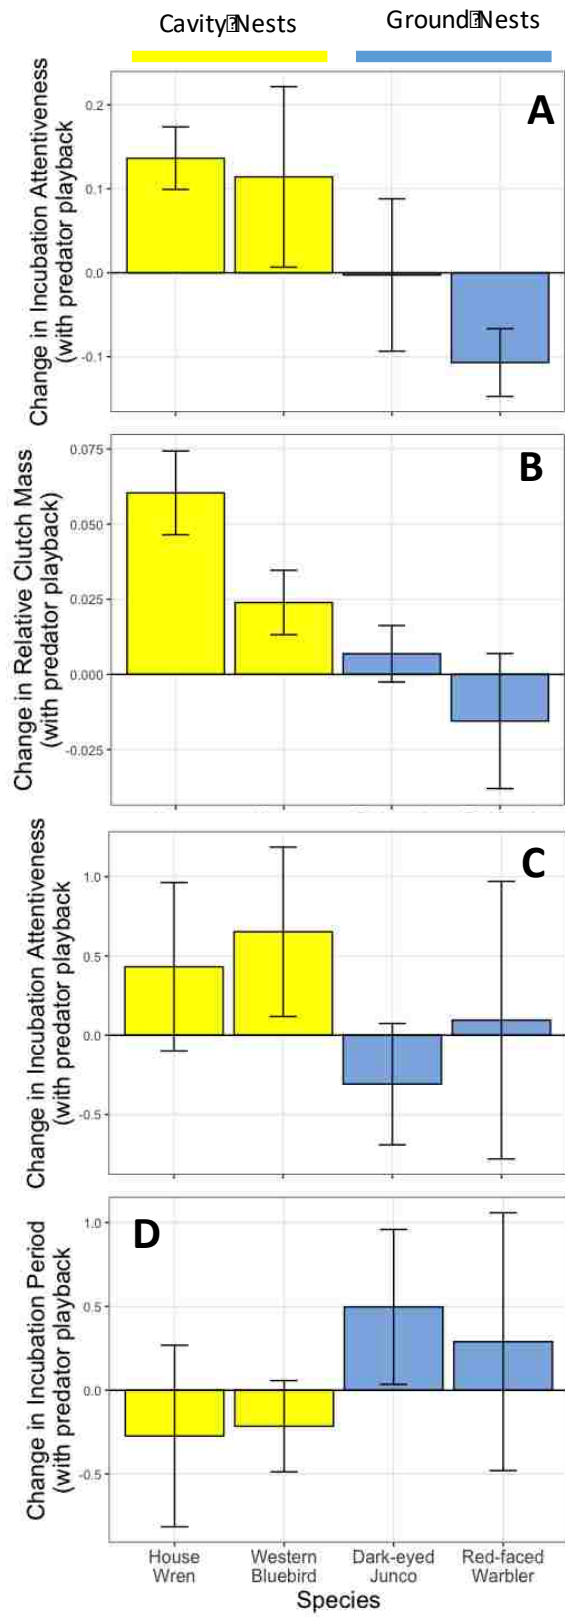 Cavity⍰Nests
Ground⍰Nests
A
Change in Incubation Attentiveness
(with predator playback
0.2
0.1
0.0
-0.1
B
Change in Relative Clutch Mass
(with predator playback)
0.075
0.050
0.025
0.000
-0.025
C
Change in Incubation Attentiveness
(with predator playback
1.0
0.5
0.0
-0.5
D
Change in Incubation Period
(with predator playback
1.0
0.5
0.0
-0.5
House
Wren
Western
Bluebird
Dark-eyed
Junco
Red-faced
Warbler
Species